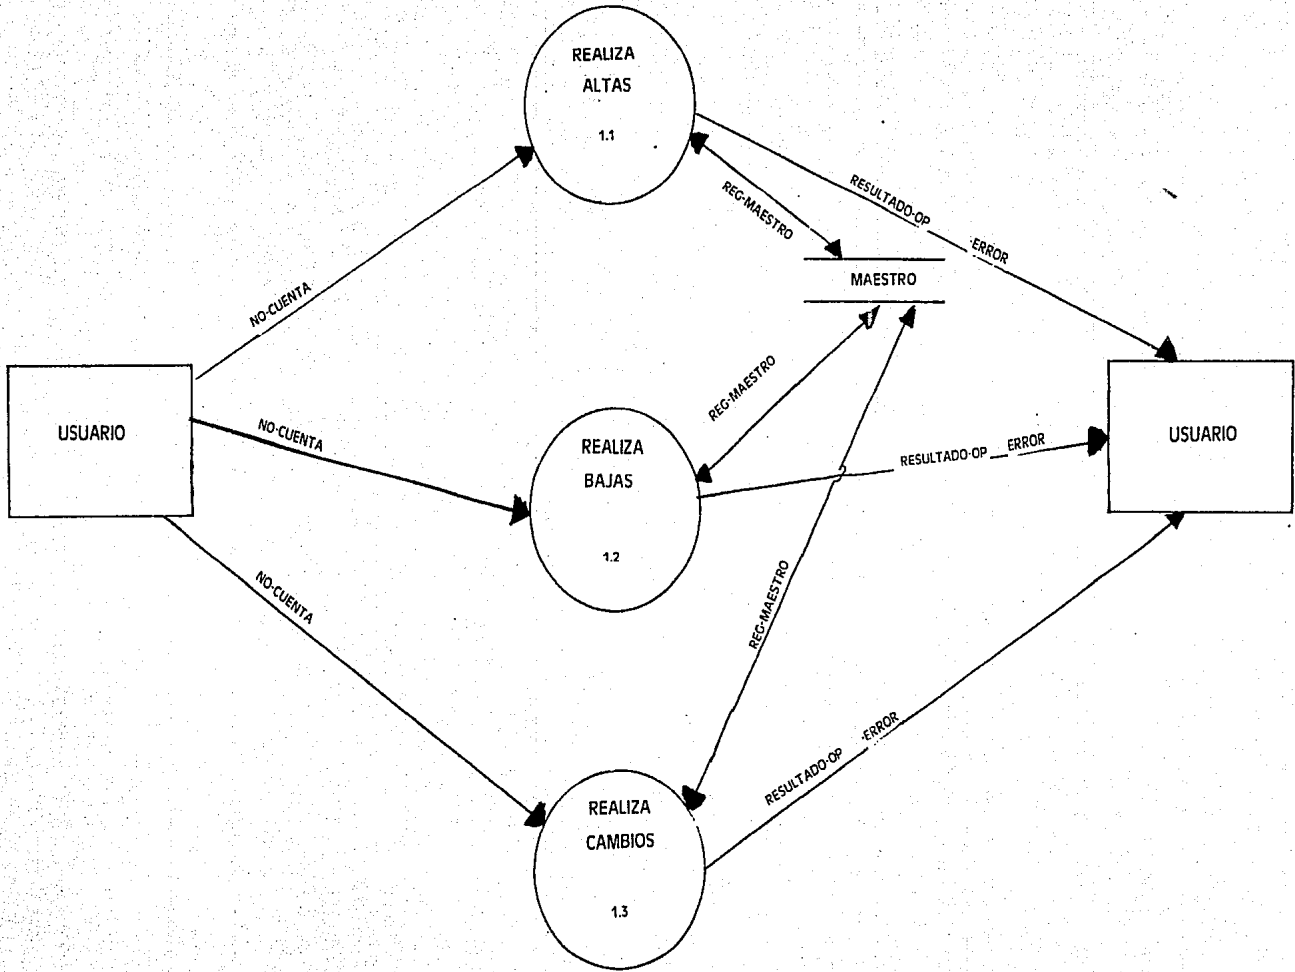 REALIZA
ALTAS
1.1
RESULTADO-OP
-ERROR
REG-MAESTRO
MAESTRO
NO-CUENTA
USUARIO
NO-CUENTA
REG-MAESTRO
REALIZA
BAJAS
1.2
RESULTADO-OP
ERROR
USUARIO
NO-CUENTA
REG-MAESTRO
RESULTADO-OP
-ERROR
REALIZA
CAMBIOS
1.3